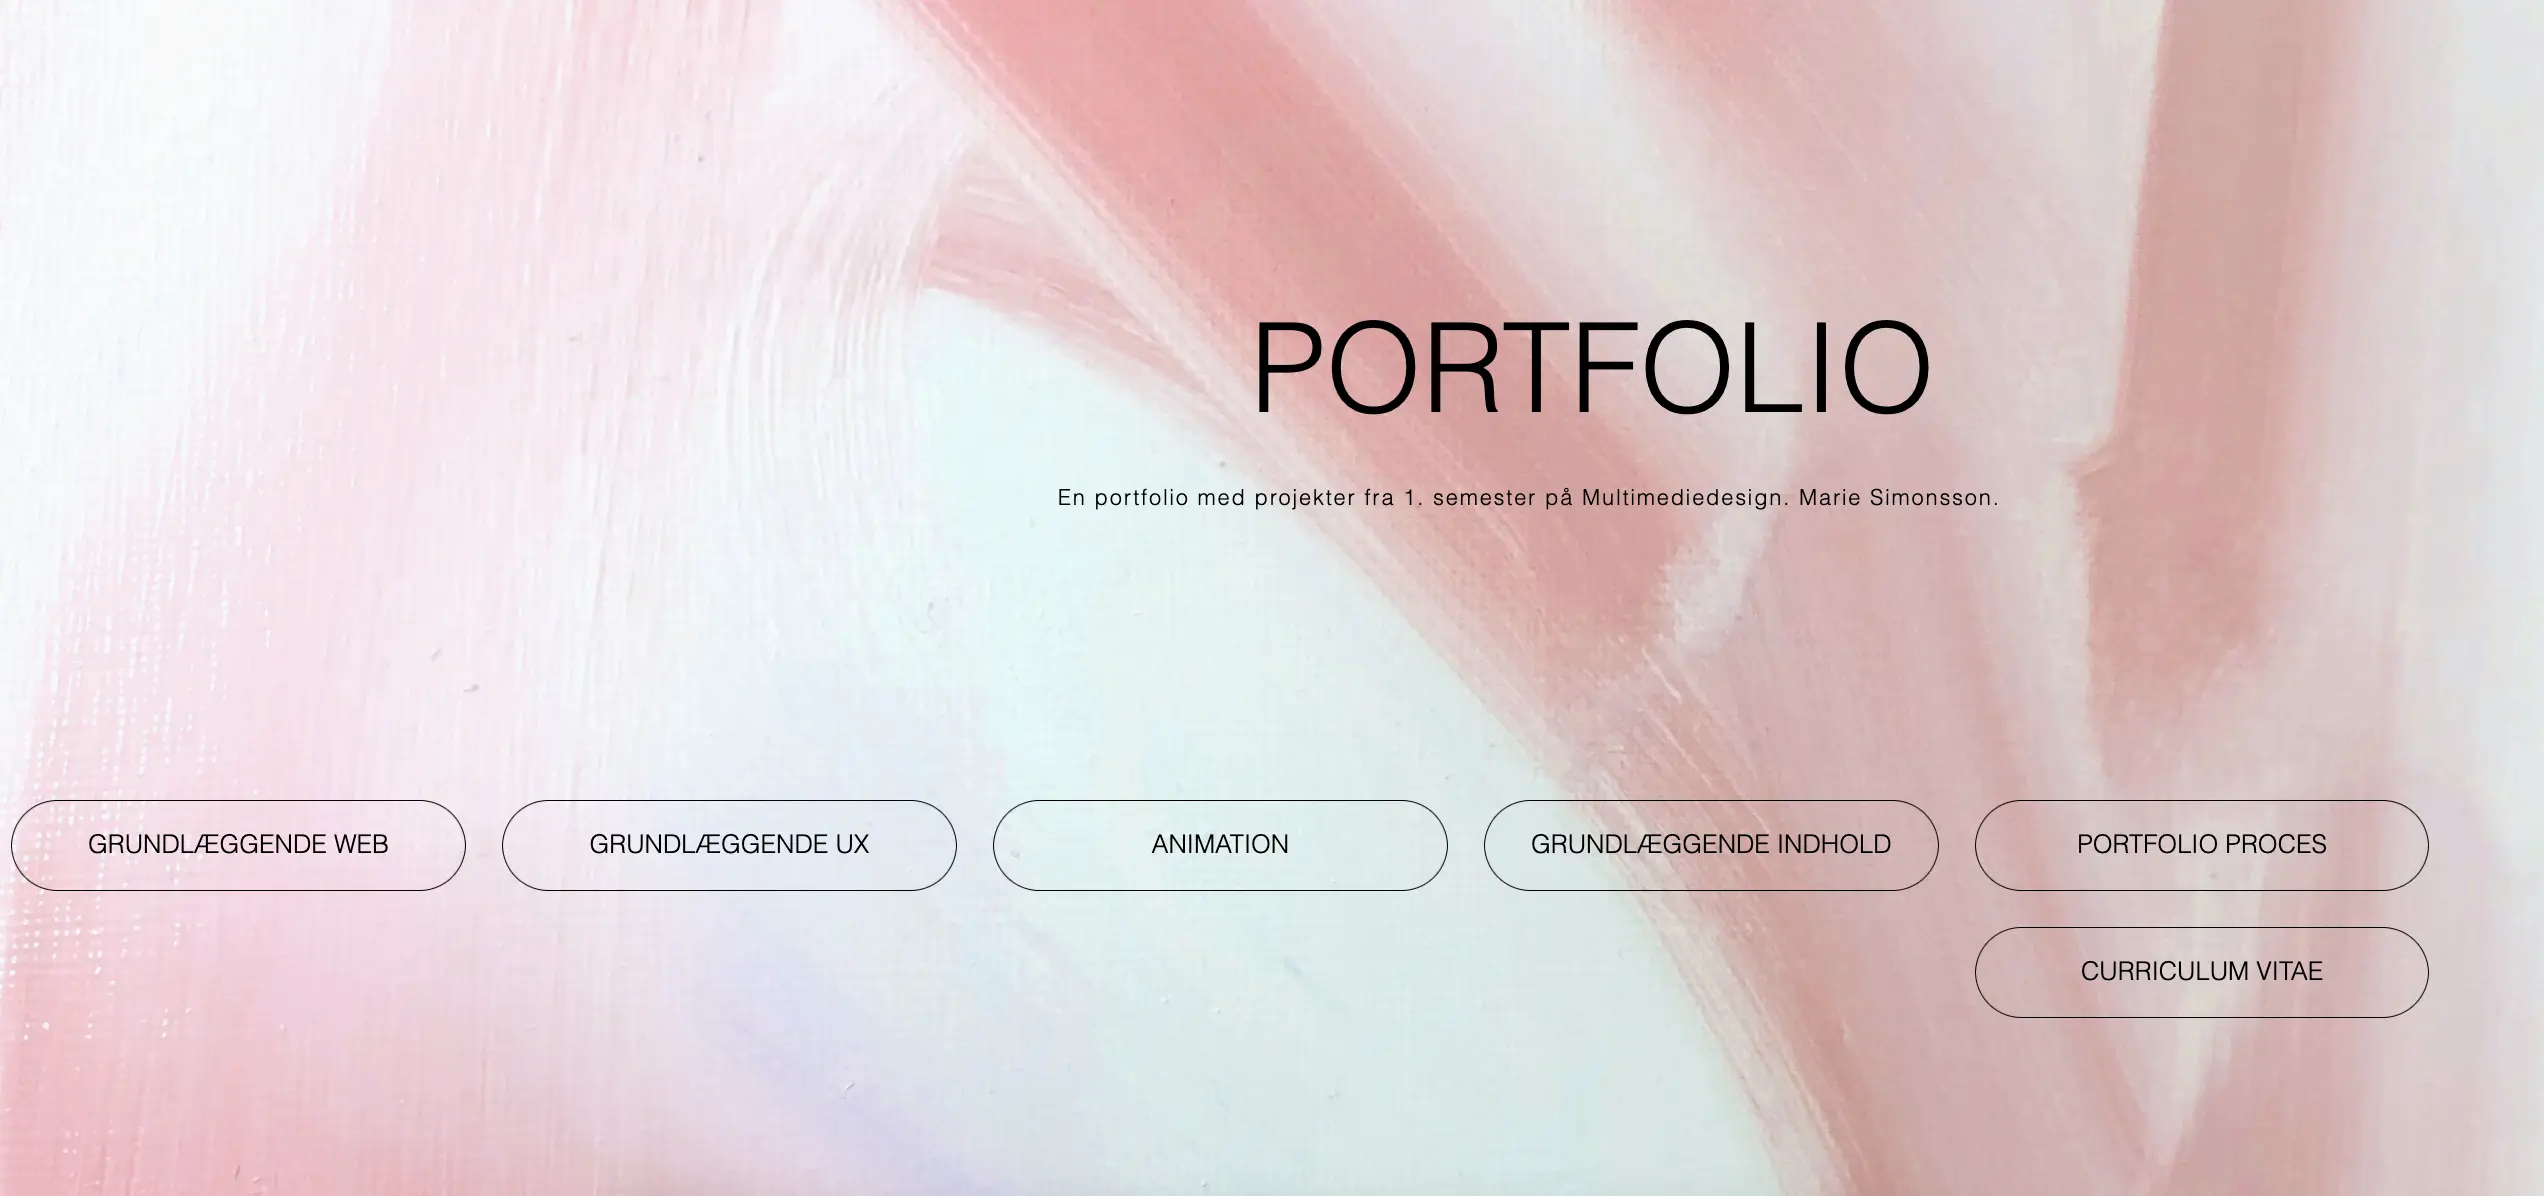 PORTFOLIO
En portfolio med projekter fra 1. semester på Multimediedesign. Marie Simonsson.
GRUNDLÆGGENDE WEB
GRUNDLÆGGENDE UX
ANIMATION
GRUNDLÆGGENDE INDHOLD
PORTFOLIO PROCES
CURRICULUM VITAE